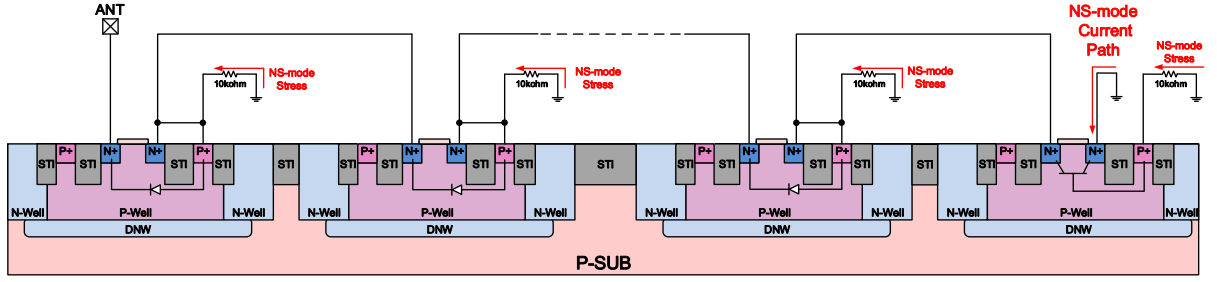 ANT
NS-mode
Current
Path
NS-mode
Stress
10kohm
NS-mode
Stress
10kohm
NS-mode
Stress
10kohm
NS-mode
Stress
10kohm
STI P+ STI N+ N+ STI P+ STI
STI
STI P+ STI N+ N+ STI P+ STI
STI
STI P+ STI N+ N+ STI P+ STI
STI
STI P+ STI N+ N+ STI P+ STI
N-Well P-Well N-Well
N-Well P-Well N-Well
N-Well P-Well N-Well
N-Well P-Well N-Well
DNW
DNW
DNW
DNW
P-SUB